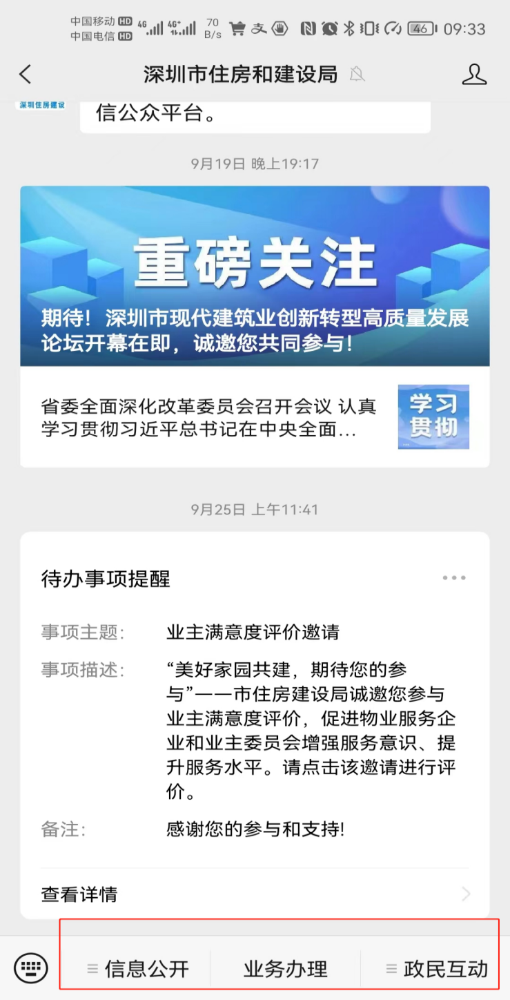 中国移动 HD 4G 4G+ 70 46 09:33
中国电信 HD B/s
深圳市住房和建设局
深圳住房建设
信公众平台。
9月19日 晚上19:17
重磅关注
期待！深圳市现代建筑业创新转型高质量发展
论坛开幕在即，诚邀您共同参与！
省委全面深化改革委员会召开会议 认真
学习贯彻习近平总书记在中央全面...
学习
贯彻
9月25日 上午11:41
待办事项提醒
事项主题： 业主满意度评价邀请
事项描述： “美好家园共建，期待您的参
与”——市住房建设局诚邀您参与
业主满意度评价，促进物业服务企
业和业主委员会增强服务意识、提
升服务水平。请点击该邀请进行评
价。
备注： 感谢您的参与和支持!
查看详情
信息公开 业务办理 政民互动